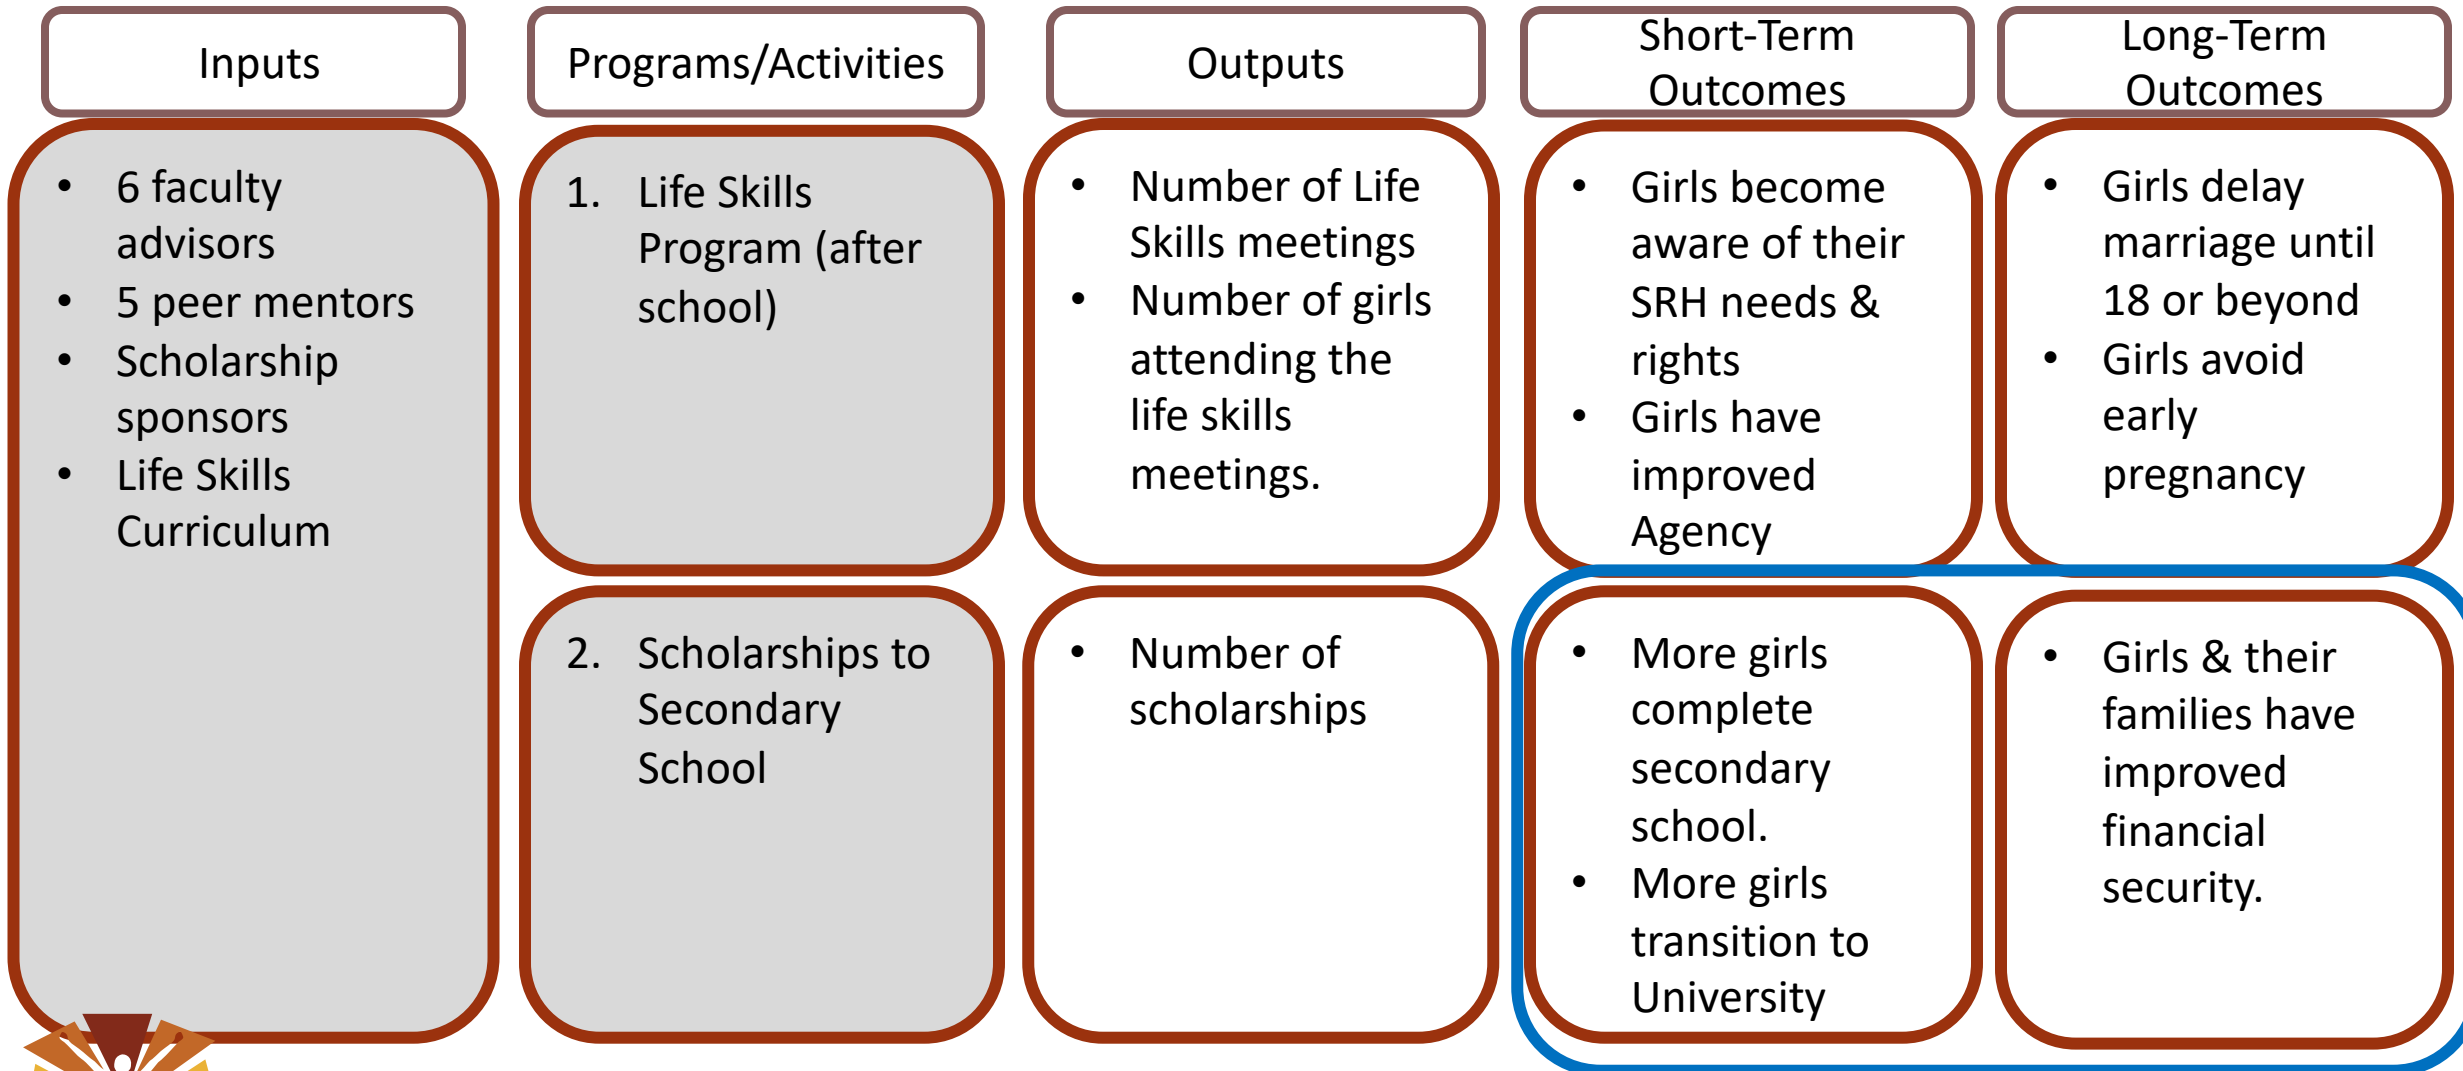 Inputs
Programs/Activities
Outputs
Short-Term
Outcomes
Long-Term
Outcomes
• 6 faculty
advisors
• 5 peer mentors
• Scholarship
sponsors
• Life Skills
Curriculum
1. Life Skills
Program (after
school)
• Number of Life
Skills meetings
• Number of girls
attending the
life skills
meetings.
• Girls become
aware of their
SRH needs &
rights
• Girls have
improved
Agency
• Girls delay
marriage until
18 or beyond
• Girls avoid
early
pregnancy
2. Scholarships to
Secondary
School
• Number of
scholarships
• More girls
complete
secondary
school.
• More girls
transition to
University
• Girls & their
families have
improved
financial
security.